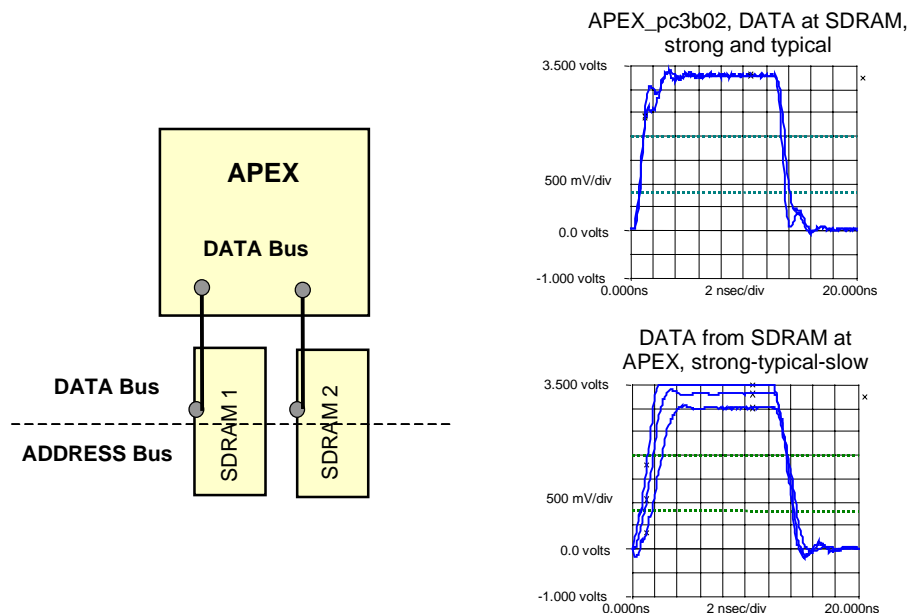 APEX
DATA Bus
DATA Bus
ADDRESS Bus
SDRAM 1
SDRAM 2
APEX_pc3b02, DATA at SDRAM,
strong and typical
3.500 volts
500 mV/div
0.0 volts
-1.000 volts
0.000ns
2 nsec/div
20.000ns
DATA from SDRAM at
APEX, strong-typical-slow
3.500 volts
500 mV/div
0.0 volts
-1.000 volts
0.000ns
2 nsec/div
20.000ns